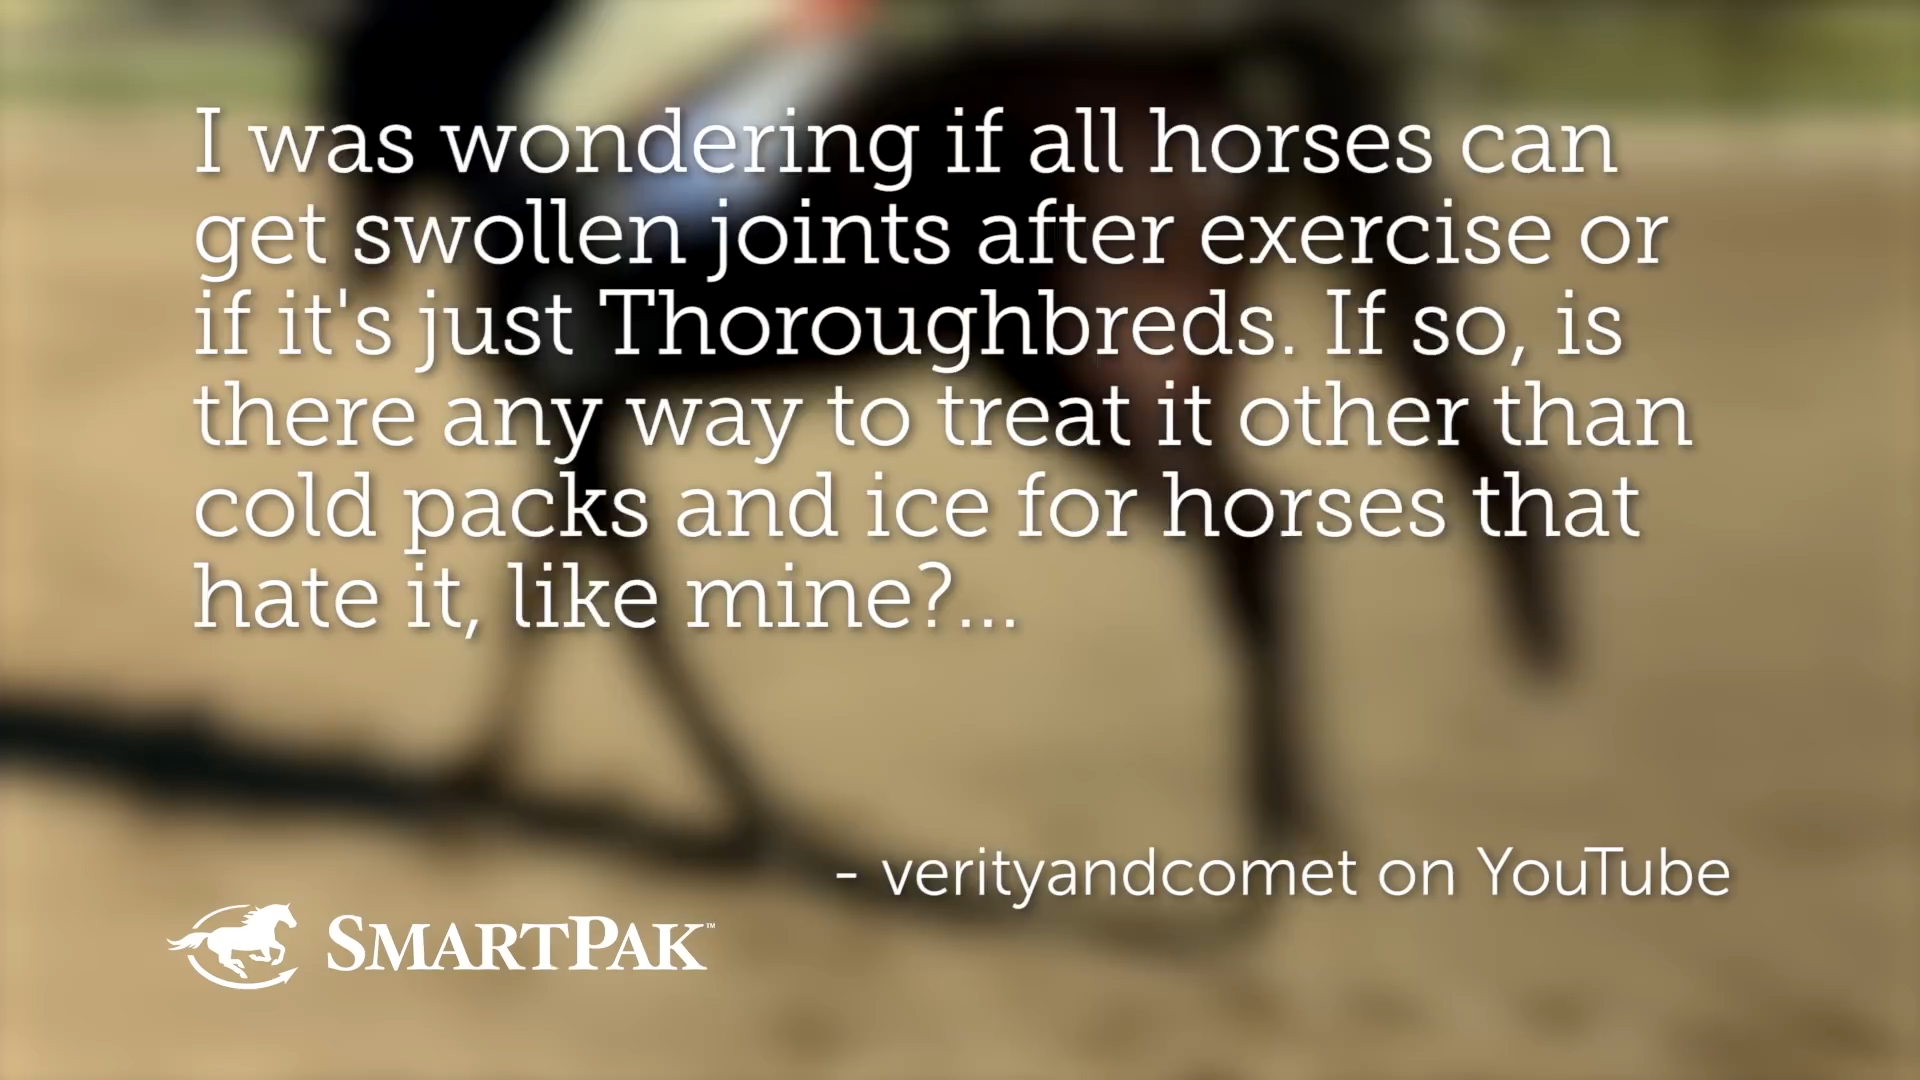 I was wondering if all horses can
get swollen joints after exercise or
if it's just Thoroughbreds. If so, is
there any way to treat it other than
cold packs and ice for horses that
hate it, like mine?...
- verityandcomet on YouTube
SMARTPAK™